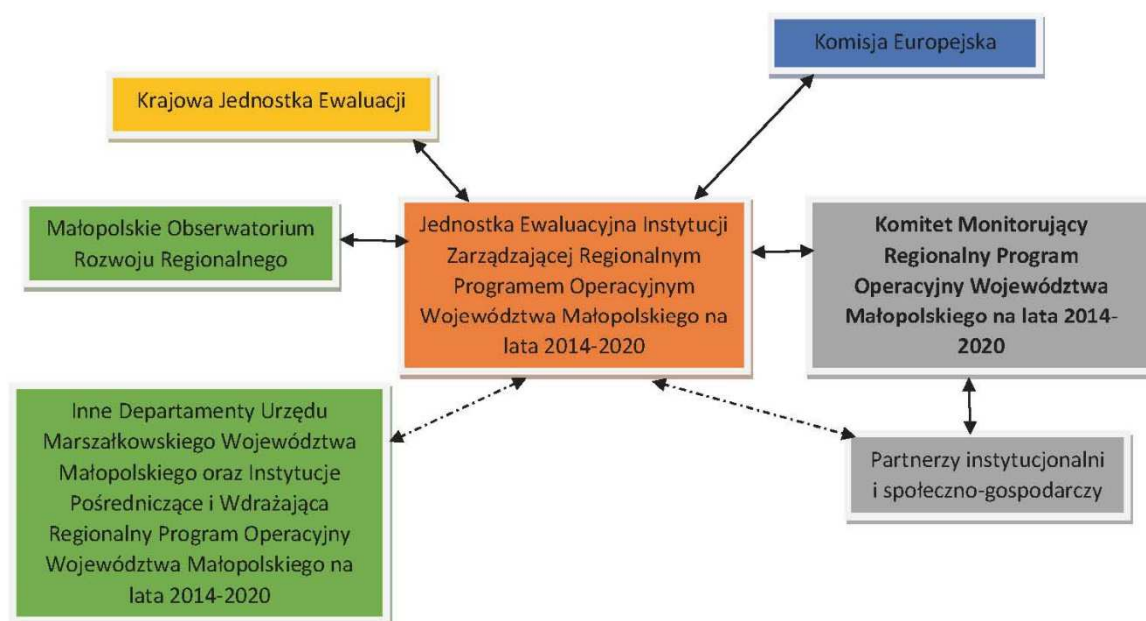 Komisja Europejska
Krajowa Jednostka Ewaluacji
Małopolskie Obserwatorium
Rozwoju Regionalnego
Jednostka Ewaluacyjna Instytucji
Zarządzającej Regionalnym
Programem Operacyjnym
Województwa Małopolskiego na
lata 2014-2020
Komitet Monitorujący
Regionalny Program
Operacyjny Województwa
Małopolskiego na lata 2014-
2020
Inne Departamenty Urzędu
Marszałkowskiego Województwa
Małopolskiego oraz Instytucje
Pośredniczące i Wdrażająca
Regionalny Program Operacyjny
Województwa Małopolskiego na
lata 2014-2020
Partnerzy instytucjonalni
i społeczno-gospodarczy